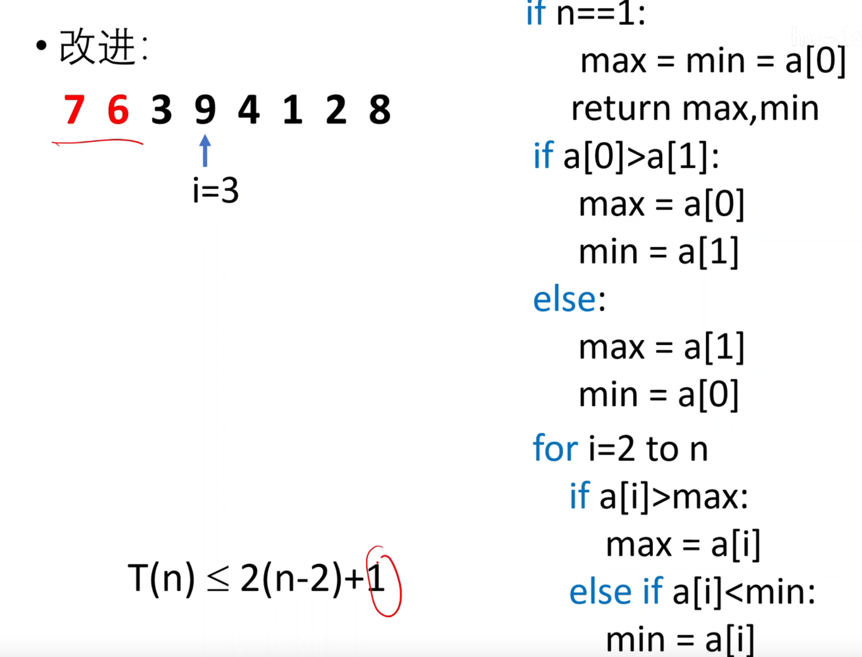 • 改进：
7 6 3 9 4 1 2 8
i=3
T(n) ≤ 2(n-2)+1
if n==1:
max = min = a[0]
return max,min
if a[0]>a[1]:
max = a[0]
min = a[1]
else:
max = a[1]
min = a[0]
for i=2 to n
if a[i]>max:
max = a[i]
else if a[i]<min:
min = a[i]